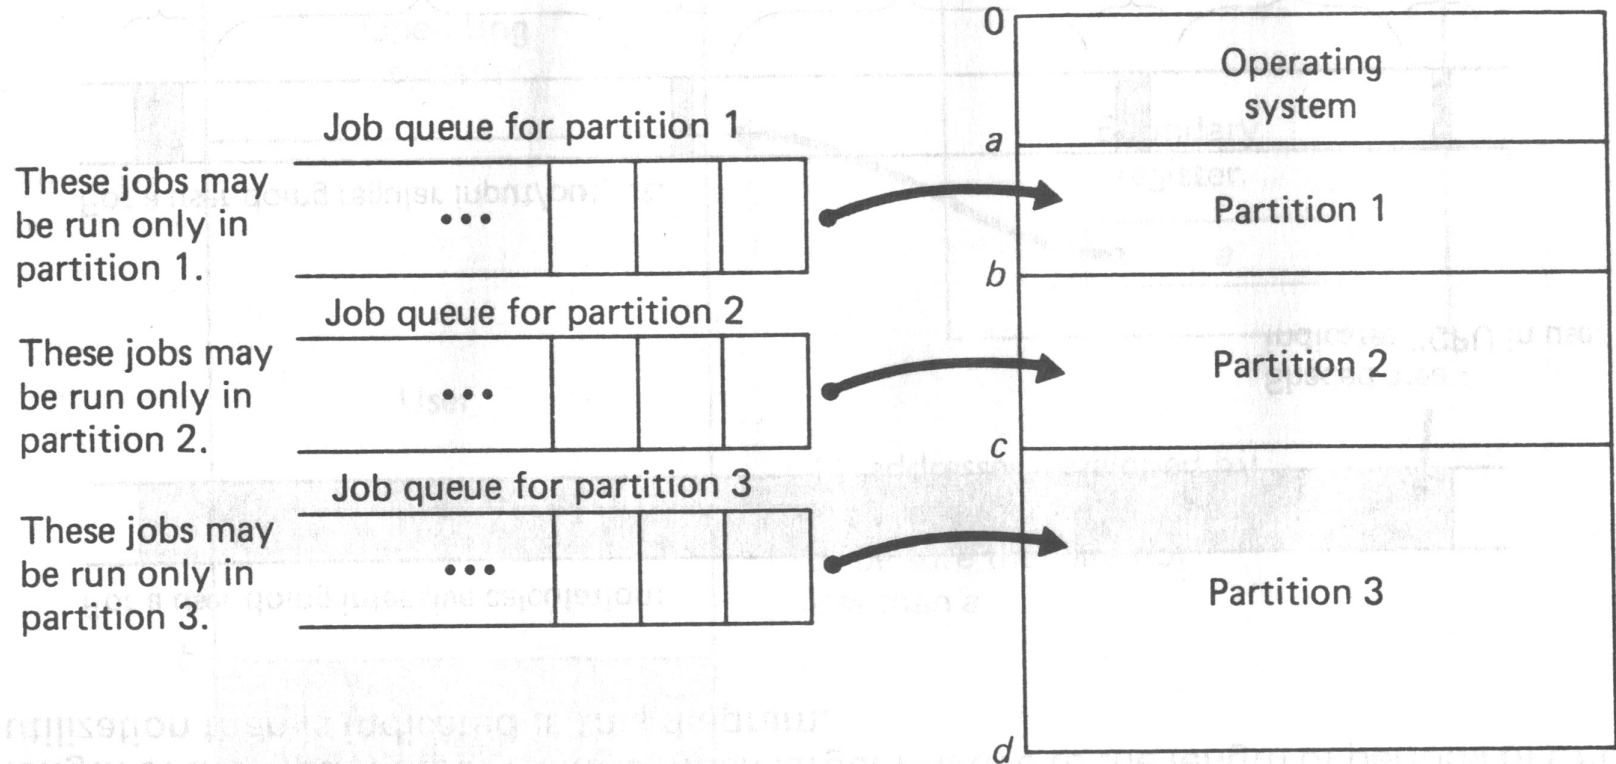 0
Operating
system
Job queue for partition 1
a
These jobs may
be run only in
partition 1.
...
Partition 1
b
Job queue for partition 2
These jobs may
be run only in
partition 2.
...
Partition 2
c
Job queue for partition 3
These jobs may
be run only in
partition 3.
...
Partition 3
d